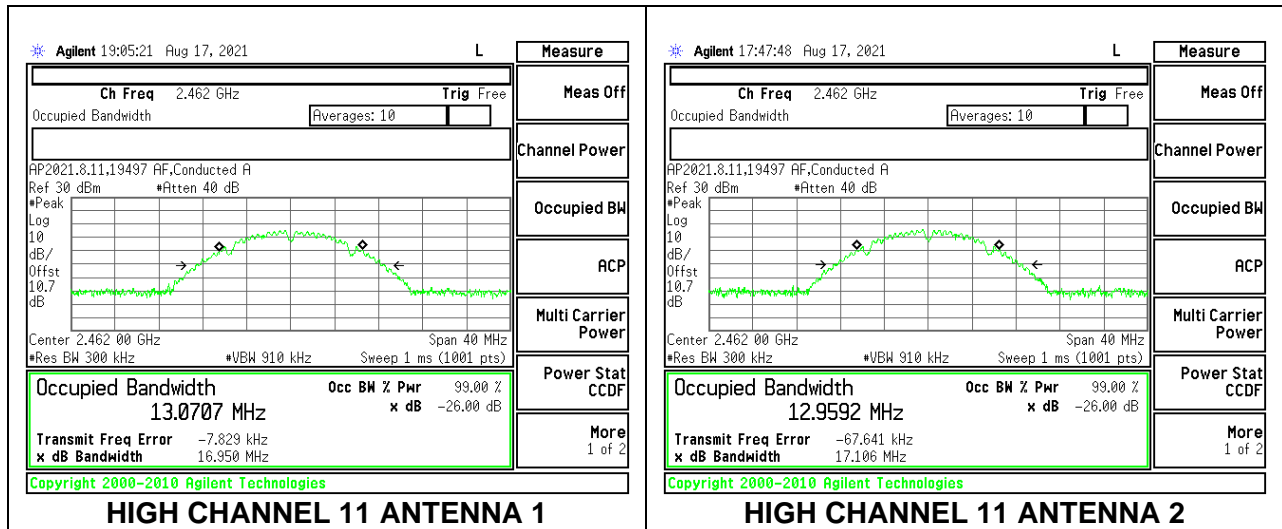 Agilent 19:05:21 Aug 17, 2021 L
Measure
Ch Freq 2.462 GHz Trig Free
Occupied Bandwidth Averages: 10
AP2021.8.11,19497 AF,Conducted A
Ref 30 dBm #Atten 40 dB
#Peak
Log
10
dB/
Offst
10.7
dB
Center 2.462 00 GHz Span 40 MHz
#Res BW 300 kHz #VBW 910 kHz Sweep 1 ms (1001 pts)
Occupied Bandwidth Occ BW % Pwr 99.00 %
13.0707 MHz x dB -26.00 dB
Transmit Freq Error -7.829 kHz
x dB Bandwidth 16.950 MHz
Copyright 2000-2010 Agilent Technologies
Meas Off
Channel Power
Occupied BW
ACP
Multi Carrier
Power
Power Stat
CCDF
More
1 of 2
HIGH CHANNEL 11 ANTENNA 1
Agilent 17:47:48 Aug 17, 2021 L
Measure
Ch Freq 2.462 GHz Trig Free
Occupied Bandwidth Averages: 10
AP2021.8.11,19497 AF,Conducted A
Ref 30 dBm #Atten 40 dB
#Peak
Log
10
dB/
Offst
10.7
dB
Center 2.462 00 GHz Span 40 MHz
#Res BW 300 kHz #VBW 910 kHz Sweep 1 ms (1001 pts)
Occupied Bandwidth Occ BW % Pwr 99.00 %
12.9592 MHz x dB -26.00 dB
Transmit Freq Error -67.641 kHz
x dB Bandwidth 17.106 MHz
Copyright 2000-2010 Agilent Technologies
Meas Off
Channel Power
Occupied BW
ACP
Multi Carrier
Power
Power Stat
CCDF
More
1 of 2
HIGH CHANNEL 11 ANTENNA 2